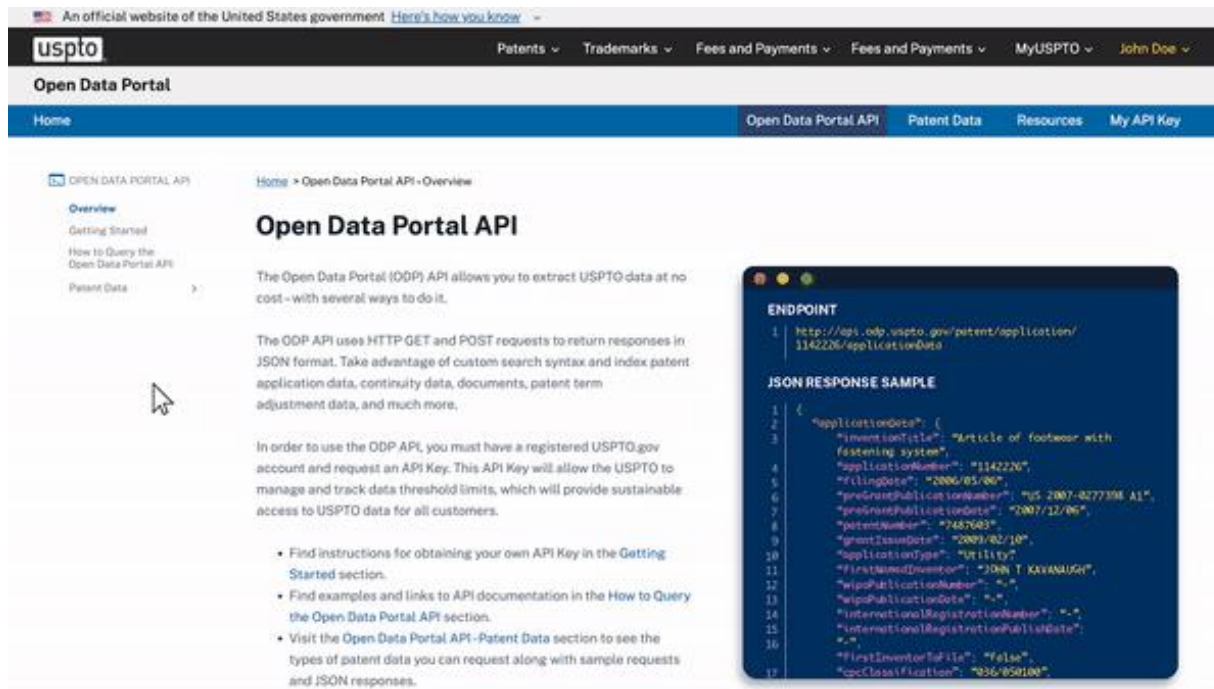 An official website of the United States government Here's how you know
uspto
Patents
Trademarks
Fees and Payments
Fees and Payments
MyUSPTO
John Doe
Open Data Portal
Home
Open Data Portal API
Patent Data
Resources
My API Key
OPEN DATA PORTAL API
Overview
Getting Started
How to Query the
Open Data Portal API
Patent Data
Home > Open Data Portal API - Overview
Open Data Portal API
The Open Data Portal (ODP) API allows you to extract USPTO data at no
cost - with several ways to do it.
The ODP API uses HTTP GET and POST requests to return responses in
JSON format. Take advantage of custom search syntax and index patent
application data, continuity data, documents, patent term
adjustment data, and much more.
In order to use the ODP API, you must have a registered USPTO.gov
account and request an API Key. This API Key will allow the USPTO to
manage and track data threshold limits, which will provide sustainable
access to USPTO data for all customers.
• Find instructions for obtaining your own API Key in the Getting
Started section.
• Find examples and links to API documentation in the How to Query
the Open Data Portal API section.
• Visit the Open Data Portal API - Patent Data section to see the
types of patent data you can request along with sample requests
and JSON responses.
ENDPOINT
1 http://api.odp.uspto.gov/patent/application/
1142226/applicationData
JSON RESPONSE SAMPLE
1 {
2 "applicationData": {
3 "inventionTitle": "Article of footwear with
fastening system",
4 "applicationNumber": "1142226",
5 "filingDate": "2006/05/06",
6 "preGrantPublicationNumber": "US 2007-0277398 A1",
7 "preGrantPublicationDate": "2007/12/06",
8 "patentNumber": "7487603",
9 "grantIssueDate": "2009/02/10",
10 "applicationType": "Utility"
11 "firstNamedInventor": "JOHN T KAVANAUGH",
12 "wipoPublicationNumber": "-",
13 "wipoPublicationDate": "-",
14 "internationalRegistrationNumber": "-",
15 "internationalRegistrationPublishDate":
16 "-",
"firstInventorToFile": "false",
17 "cpcClassification": "036/050100",